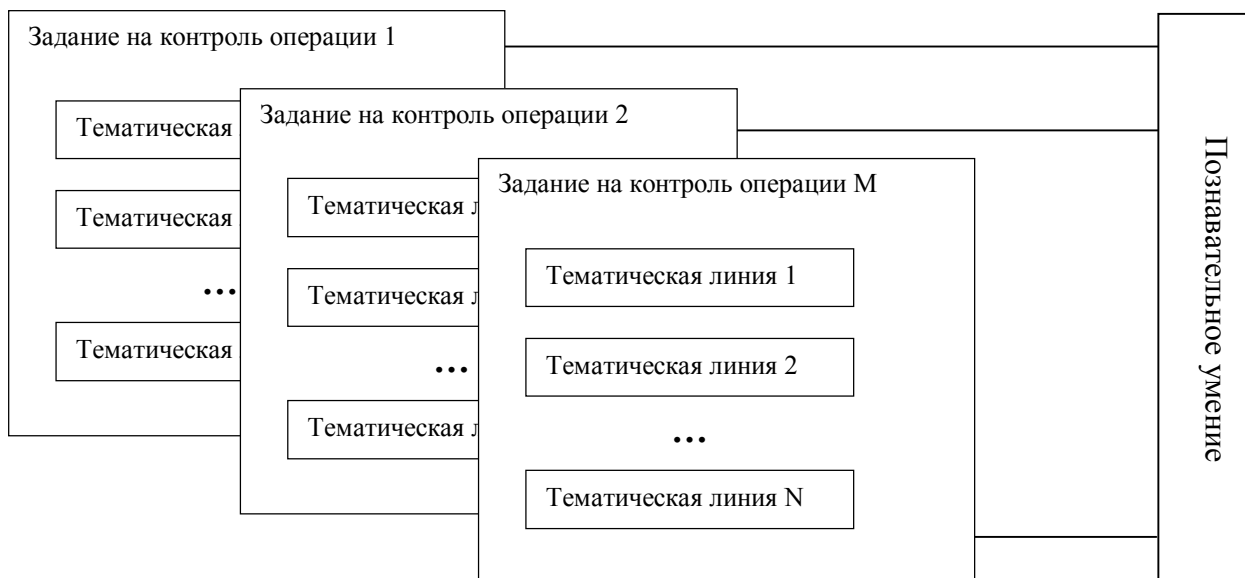 Задание на контроль операции 1
Тематическая
Тематическая
...
Тематическая
Задание на контроль операции 2
Тематическая
Тематическая
...
Тематическая
Задание на контроль операции M
Тематическая линия 1
Тематическая линия 2
...
Тематическая линия N
Познавательное умение